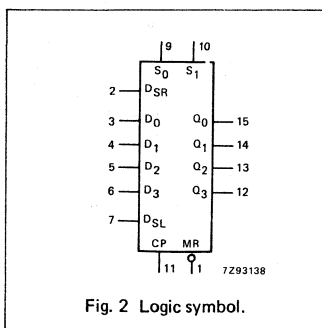 9 10
S0 S1
2 DSR
3 D0 Q0 15
4 D1 Q1 14
5 D2 Q2 13
6 D3 Q3 12
7 DSL
CP MR
11 1 7Z93138
Fig. 2 Logic symbol.